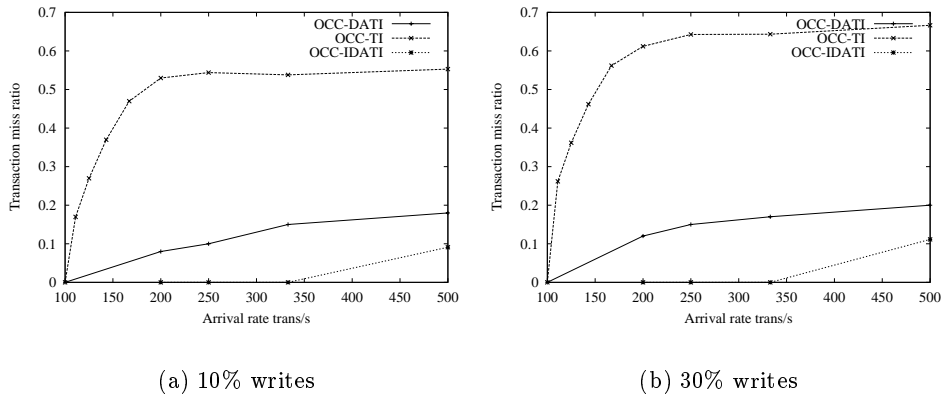 0.7
0.6
0.5
0.4
0.3
0.2
0.1
0
100 150 200 250 300 350 400 450 500
Transaction miss ratio
Arrival rate trans/s
OCC-DATI
OCC-TI
OCC-IDATI
(a) 10% writes
0.7
0.6
0.5
0.4
0.3
0.2
0.1
0
100 150 200 250 300 350 400 450 500
Transaction miss ratio
Arrival rate trans/s
OCC-DATI
OCC-TI
OCC-IDATI
(b) 30% writes